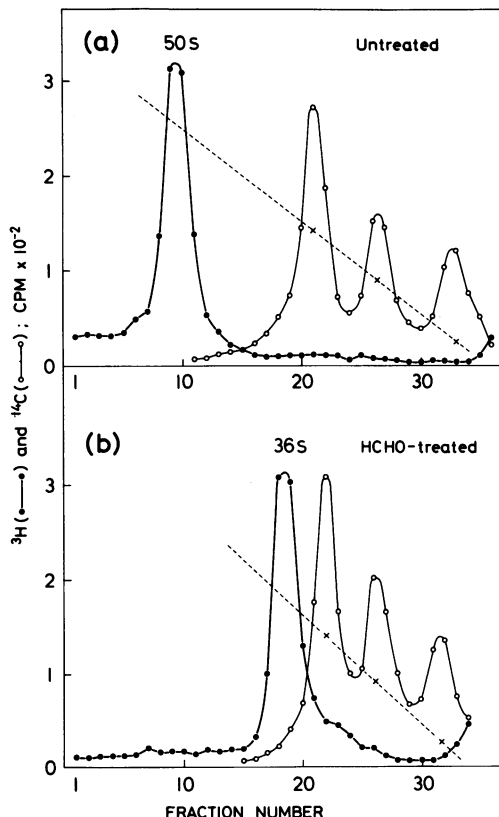 (a) 50S Untreated
3
2
1
0
1 10 20 30
³H(●—●) and ¹⁴C(○—○); CPM x 10⁻²
(b) 36S HCHO-treated
3
2
1
0
1 10 20 30
FRACTION NUMBER